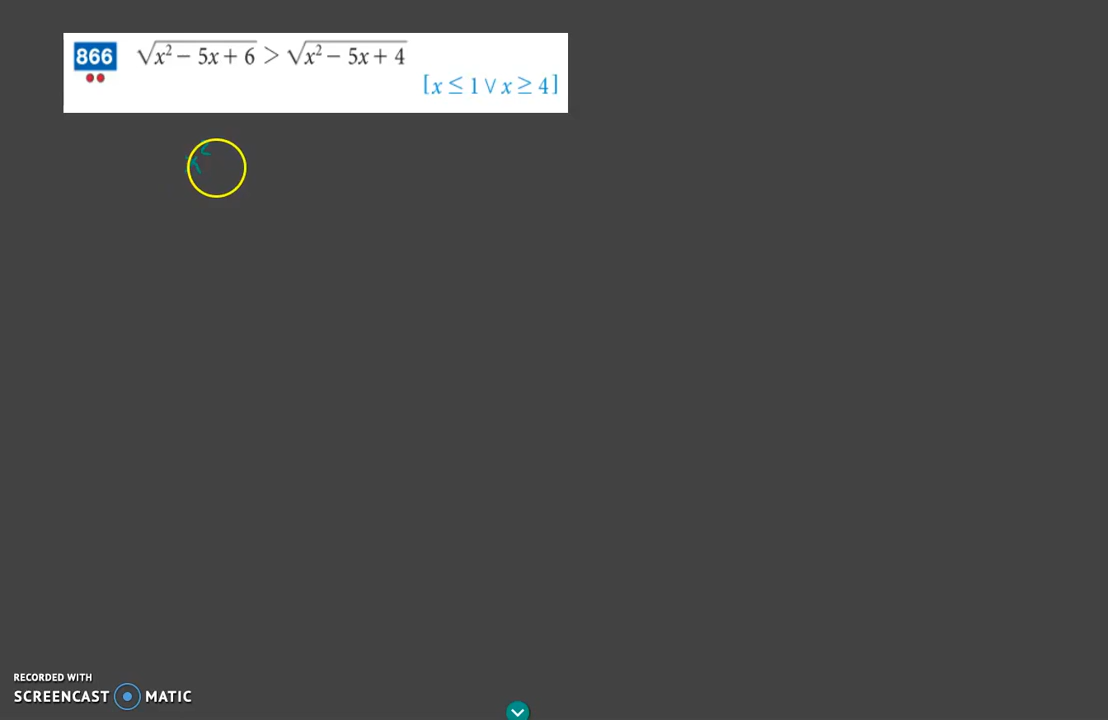 866 √x² − 5x + 6 > √x² − 5x + 4
[x ≤ 1 ∨ x ≥ 4]
x
RECORDED WITH
SCREENCAST MATIC